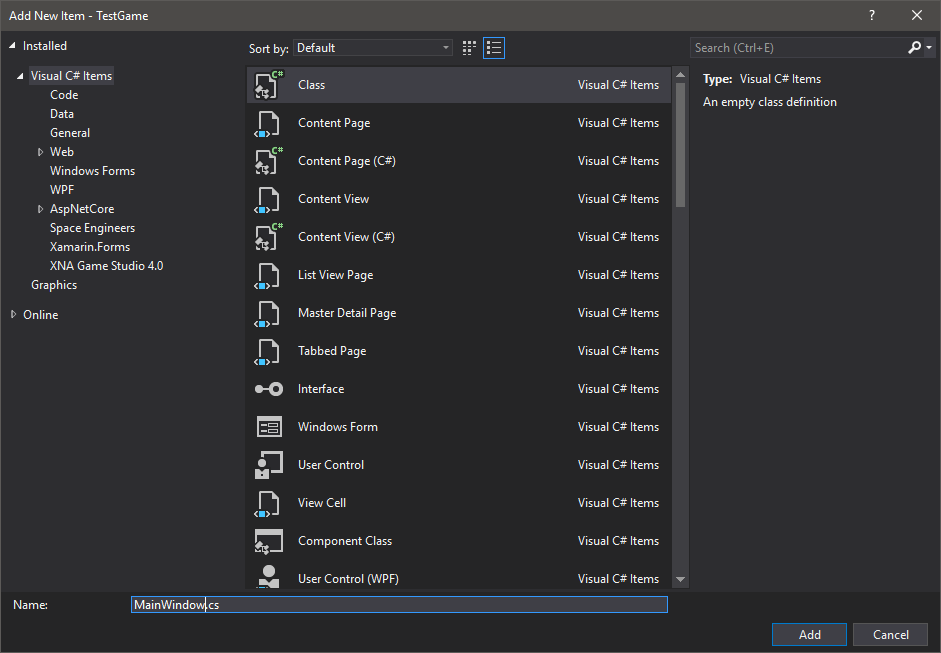 Add New Item - TestGame
?
Installed
Visual C# Items
Code
Data
General
Web
Windows Forms
WPF
AspNetCore
Space Engineers
Xamarin.Forms
XNA Game Studio 4.0
Graphics
Online
Sort by: Default
Search (Ctrl+E)
C# Class Visual C# Items
Content Page Visual C# Items
C# Content Page (C#) Visual C# Items
Content View Visual C# Items
C# Content View (C#) Visual C# Items
List View Page Visual C# Items
Master Detail Page Visual C# Items
Tabbed Page Visual C# Items
Interface Visual C# Items
Windows Form Visual C# Items
User Control Visual C# Items
View Cell Visual C# Items
Component Class Visual C# Items
User Control (WPF) Visual C# Items
Type: Visual C# Items
An empty class definition
Name: MainWindow.cs
Add Cancel